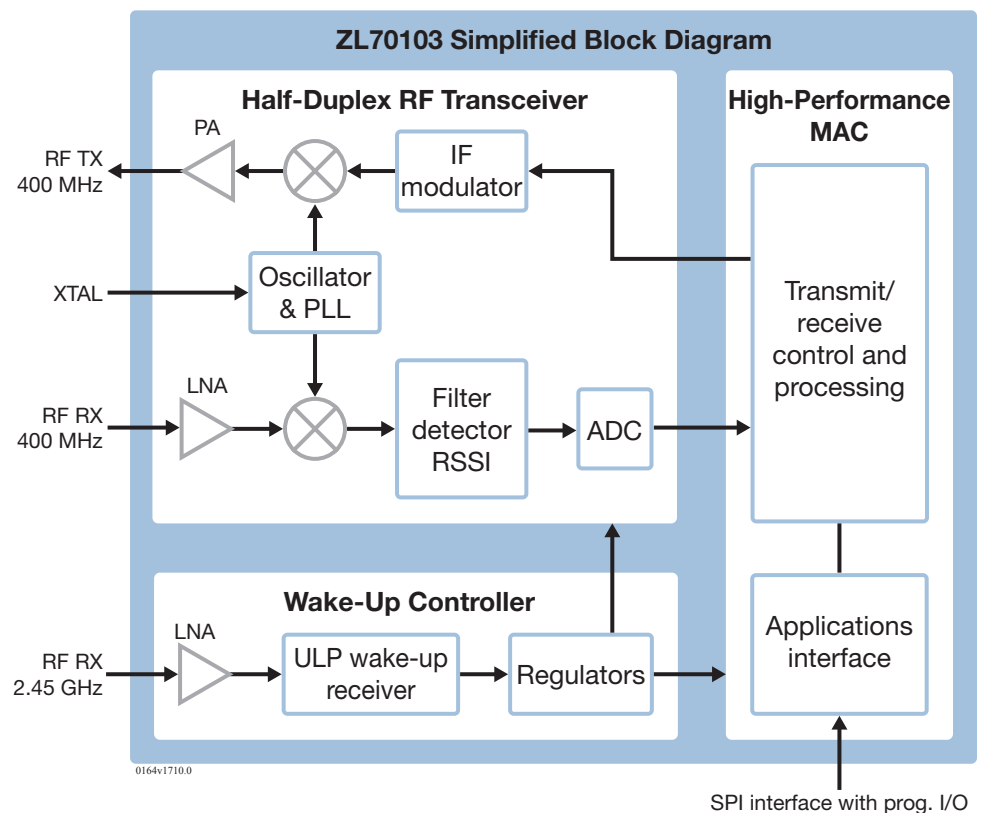 ZL70103 Simplified Block Diagram
Half-Duplex RF Transceiver
High-Performance
MAC
PA
RF TX
400 MHz
IF
modulator
XTAL
Oscillator
& PLL
Transmit/
receive
control and
processing
LNA
RF RX
400 MHz
Filter
detector
RSSI
ADC
Wake-Up Controller
LNA
RF RX
2.45 GHz
ULP wake-up
receiver
Regulators
Applications
interface
0164v1710.0
SPI interface with prog. I/O